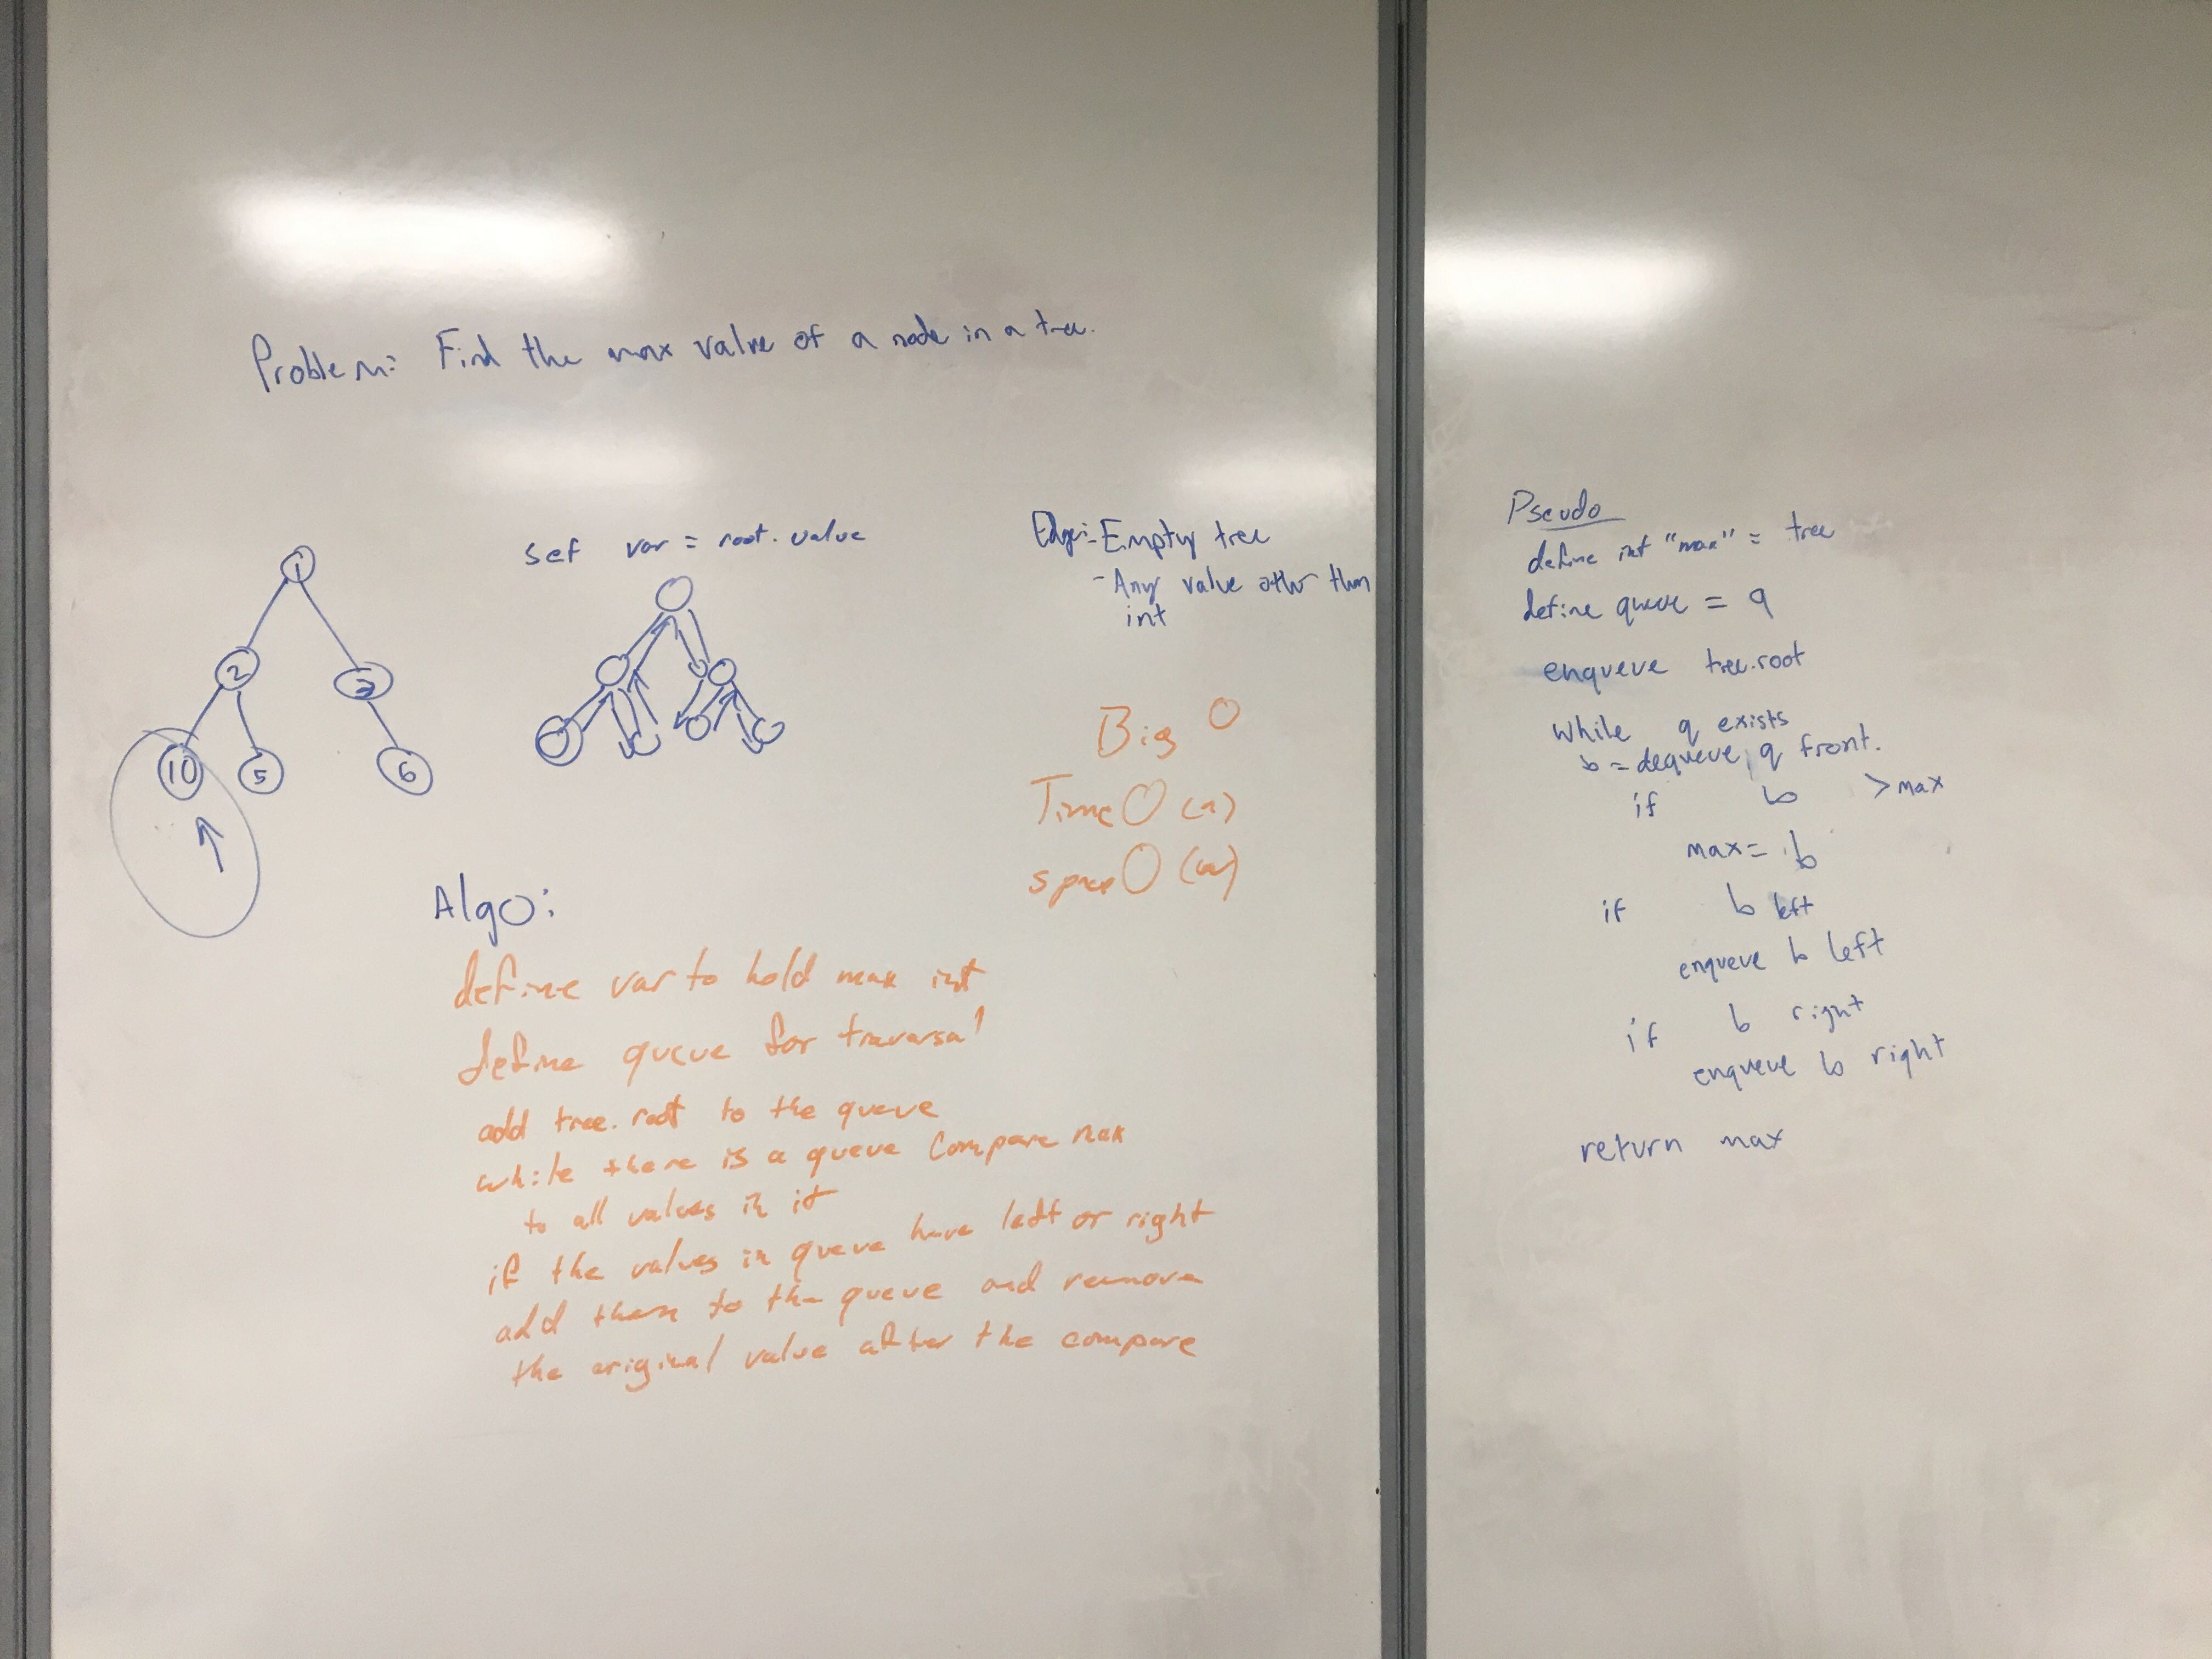 Problem: Find the max value of a node in a tree.
1
2
3
10
5
6
set var = root.value
Edge: - Empty tree
- Any value other than
int
Big O
Time O (n)
space O (w)
Algo:
define var to hold max int
define queue for traversal
add tree.root to the queue
while there is a queue Compare max
to all values in it
if the values in queue have left or right
add them to the queue and remove
the original value after the compare
Pseudo
define int "max" = tree
define queue = q
enqueue tree.root
While q exists
b = dequeue q front.
if b > max
max = b
if b left
enqueue b left
if b right
enqueue b right
return max